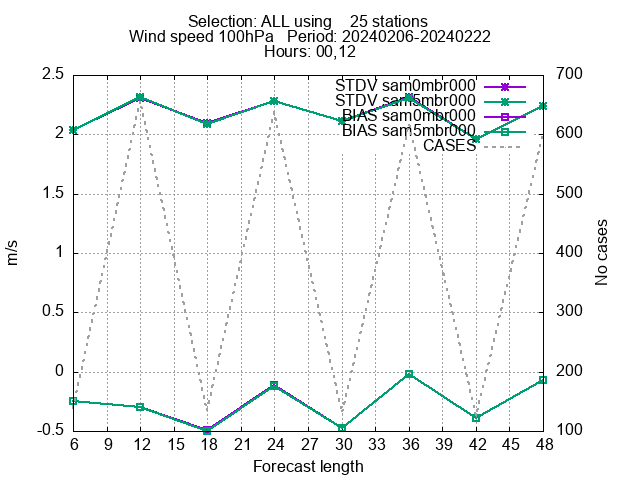 Selection: ALL using    25 stations
Wind speed 100hPa   Period: 20240206-20240222
Hours: 00,12
2.5
2
1.5
1
0.5
0
-0.5
m/s
700
600
500
400
300
200
100
No cases
STDV sam0mbr000
STDV sam5mbr000
BIAS sam0mbr000
BIAS sam5mbr000
CASES
6 9 12 15 18 21 24 27 30 33 36 39 42 45 48
Forecast length